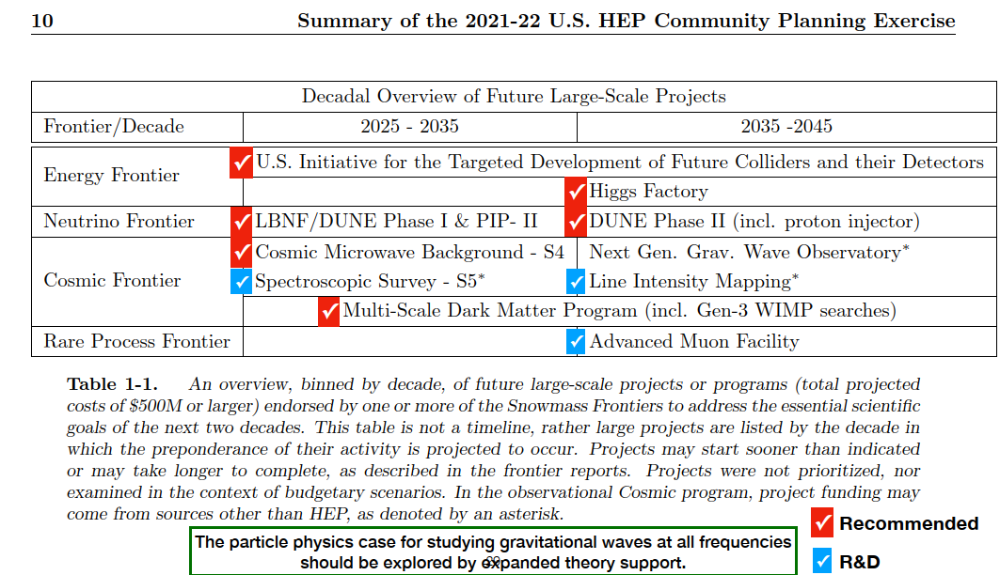 10 Summary of the 2021-22 U.S. HEP Community Planning Exercise
Decadal Overview of Future Large-Scale Projects
Frontier/Decade 2025 - 2035 2035 -2045
Energy Frontier
U.S. Initiative for the Targeted Development of Future Colliders and their Detectors
Higgs Factory
Neutrino Frontier LBNF/DUNE Phase I & PIP- II DUNE Phase II (incl. proton injector)
Cosmic Frontier
Cosmic Microwave Background - S4 Next Gen. Grav. Wave Observatory*
Spectroscopic Survey - S5* Line Intensity Mapping*
Multi-Scale Dark Matter Program (incl. Gen-3 WIMP searches)
Rare Process Frontier Advanced Muon Facility
Table 1-1. An overview, binned by decade, of future large-scale projects or programs (total projected
costs of $500M or larger) endorsed by one or more of the Snowmass Frontiers to address the essential scientific
goals of the next two decades. This table is not a timeline, rather large projects are listed by the decade in
which the preponderance of their activity is projected to occur. Projects may start sooner than indicated
or may take longer to complete, as described in the frontier reports. Projects were not prioritized, nor
examined in the context of budgetary scenarios. In the observational Cosmic program, project funding may
come from sources other than HEP, as denoted by an asterisk.
Recommended
The particle physics case for studying gravitational waves at all frequencies
should be explored by expanded theory support.
R&D